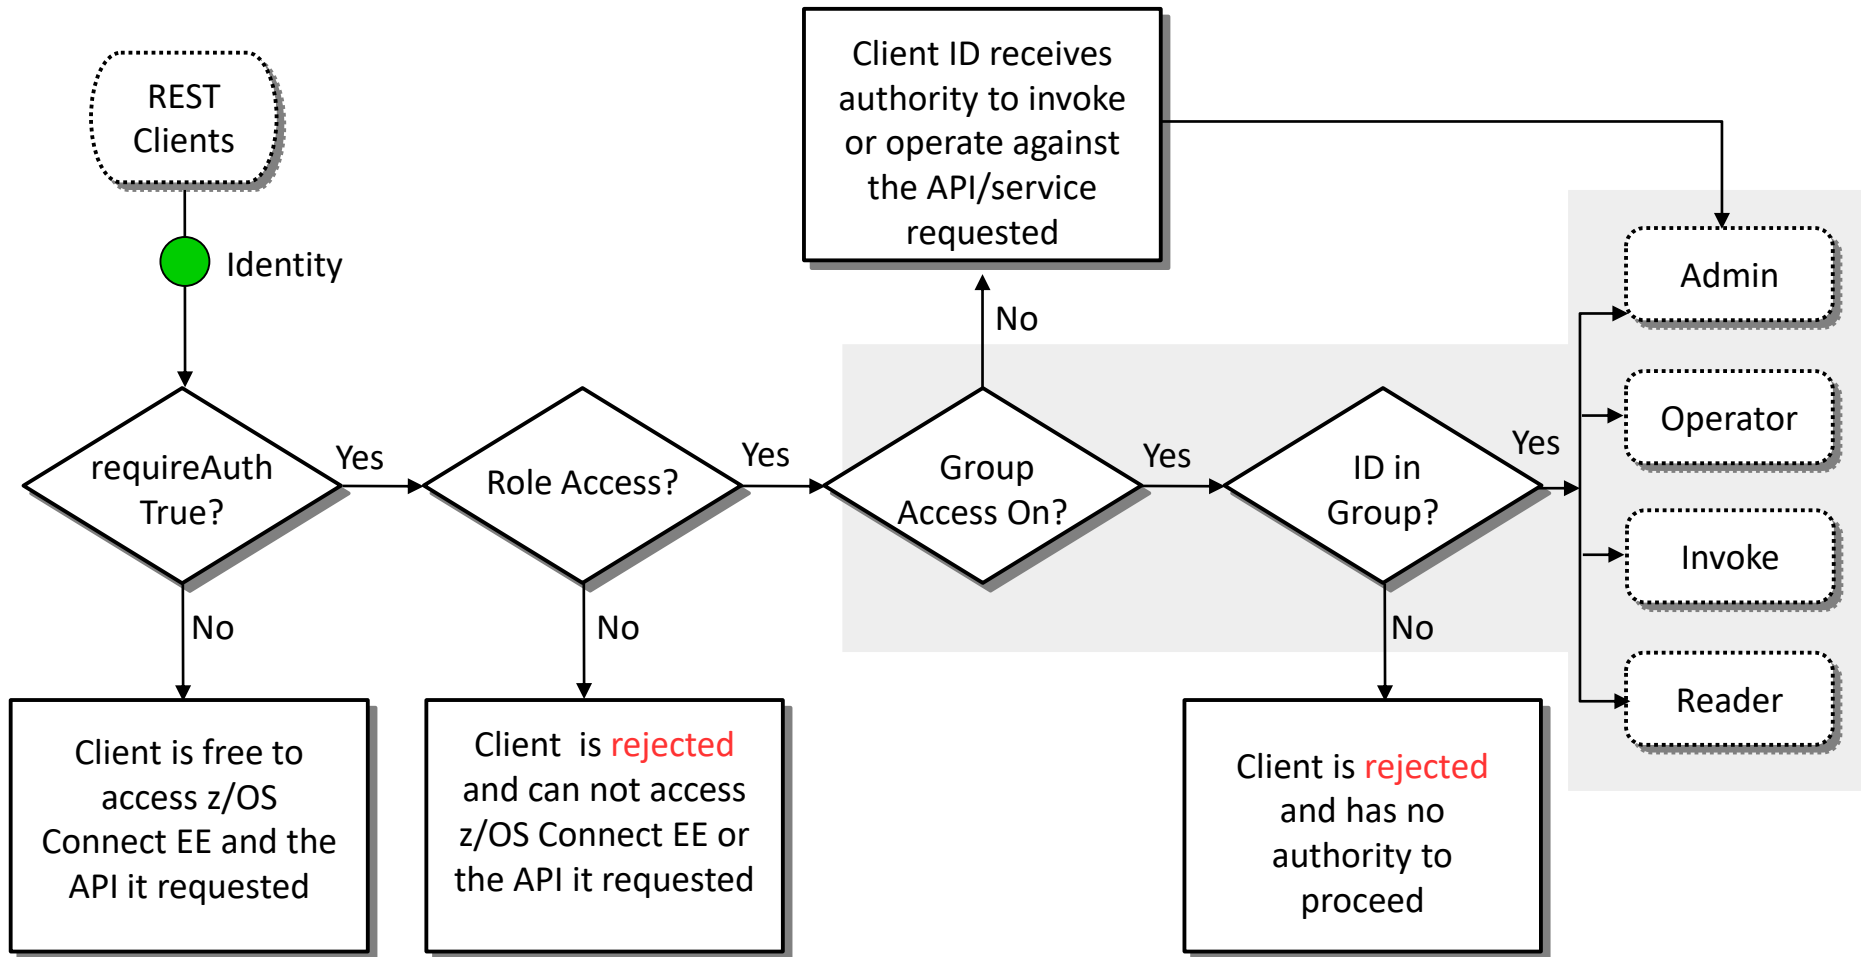 REST
Clients
Identity
requireAuth
True?
Yes
No
Client is free to
access z/OS
Connect EE and the
API it requested
Role Access?
Yes
No
Client  is rejected
and can not access
z/OS Connect EE or
the API it requested
Group
Access On?
No
Client ID receives
authority to invoke
or operate against
the API/service
requested
Yes
ID in
Group?
No
Client is rejected
and has no
authority to
proceed
Yes
Admin
Operator
Invoke
Reader